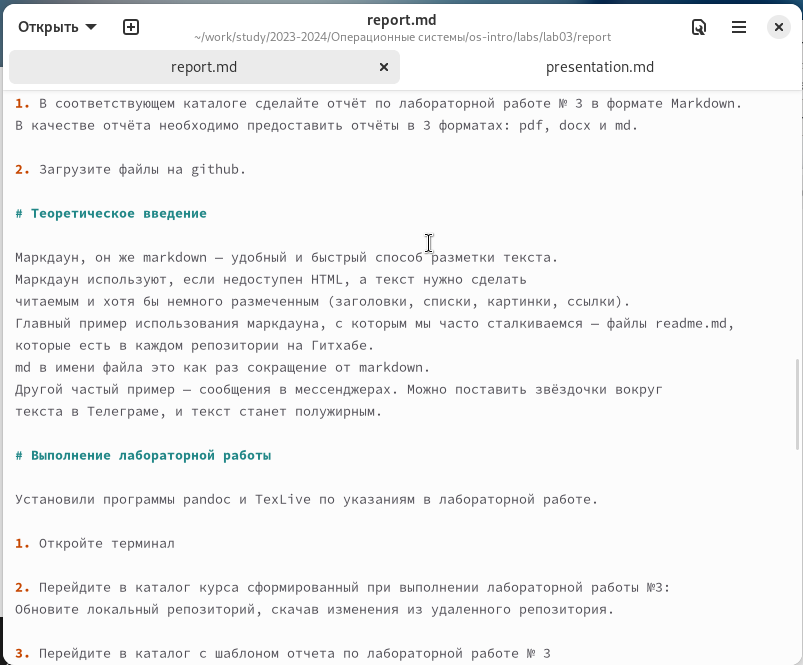 Открыть
report.md
~/work/study/2023-2024/Операционные системы/os-intro/labs/lab03/report
report.md
presentation.md
1. В соответствующем каталоге сделайте отчёт по лабораторной работе № 3 в формате Markdown.
В качестве отчёта необходимо предоставить отчёты в 3 форматах: pdf, docx и md.
2. Загрузите файлы на github.
# Теоретическое введение
Маркдаун, он же markdown — удобный и быстрый способ разметки текста.
Маркдаун используют, если недоступен HTML, а текст нужно сделать
читаемым и хотя бы немного размеченным (заголовки, списки, картинки, ссылки).
Главный пример использования маркдауна, с которым мы часто сталкиваемся — файлы readme.md,
которые есть в каждом репозитории на Гитхабе.
md в имени файла это как раз сокращение от markdown.
Другой частый пример — сообщения в мессенджерах. Можно поставить звёздочки вокруг
текста в Телеграме, и текст станет полужирным.
# Выполнение лабораторной работы
Установили программы pandoc и TexLive по указаниям в лабораторной работе.
1. Откройте терминал
2. Перейдите в каталог курса сформированный при выполнении лабораторной работы №3:
Обновите локальный репозиторий, скачав изменения из удаленного репозитория.
3. Перейдите в каталог с шаблоном отчета по лабораторной работе № 3